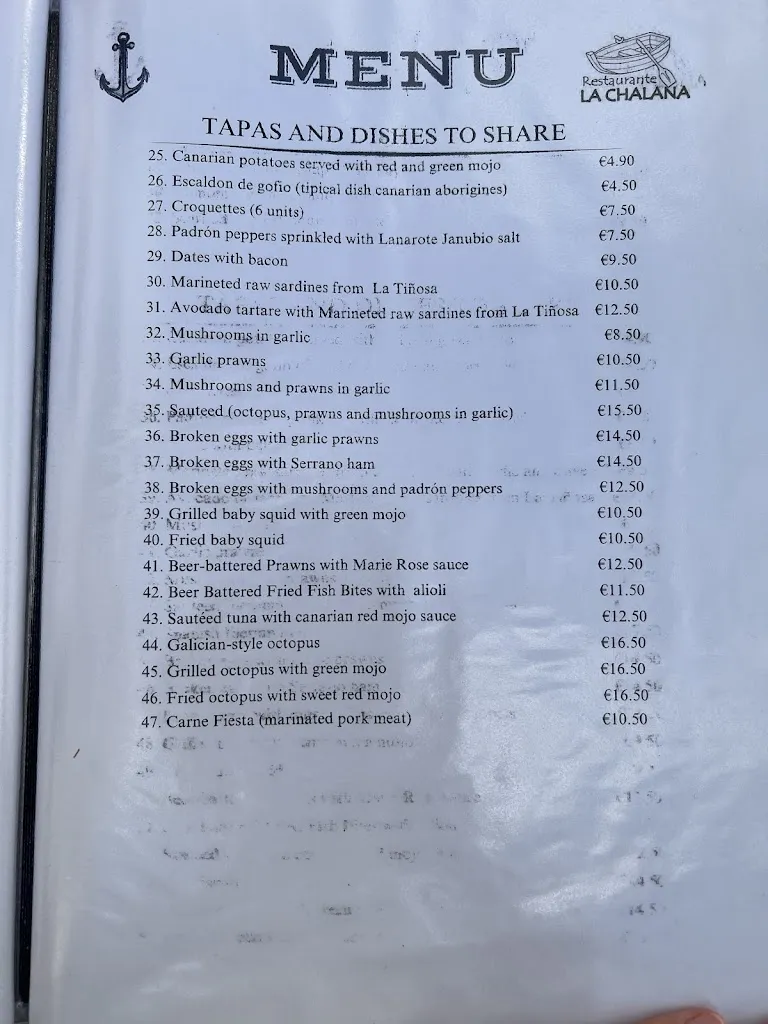 MENU
Restaurante
LA CHALANA
TAPAS AND DISHES TO SHARE
25. Canarian potatoes served with red and green mojo €4.90
26. Escaldon de gofio (tipical dish canarian aborigines) €4.50
27. Croquettes (6 units) €7.50
28. Padrón peppers sprinkled with Lanarote Janubio salt €7.50
29. Dates with bacon €9.50
30. Marineted raw sardines from La Tiñosa €10.50
31. Avocado tartare with Marineted raw sardines from La Tiñosa €12.50
32. Mushrooms in garlic €8.50
33. Garlic prawns €10.50
34. Mushrooms and prawns in garlic €11.50
35. Sauteed (octopus, prawns and mushrooms in garlic) €15.50
36. Broken eggs with garlic prawns €14.50
37. Broken eggs with Serrano ham €14.50
38. Broken eggs with mushrooms and padrón peppers €12.50
39. Grilled baby squid with green mojo €10.50
40. Fried baby squid €10.50
41. Beer-battered Prawns with Marie Rose sauce €12.50
42. Beer Battered Fried Fish Bites with alioli €11.50
43. Sautéed tuna with canarian red mojo sauce €12.50
44. Galician-style octopus €16.50
45. Grilled octopus with green mojo €16.50
46. Fried octopus with sweet red mojo €16.50
47. Carne Fiesta (marinated pork meat) €10.50